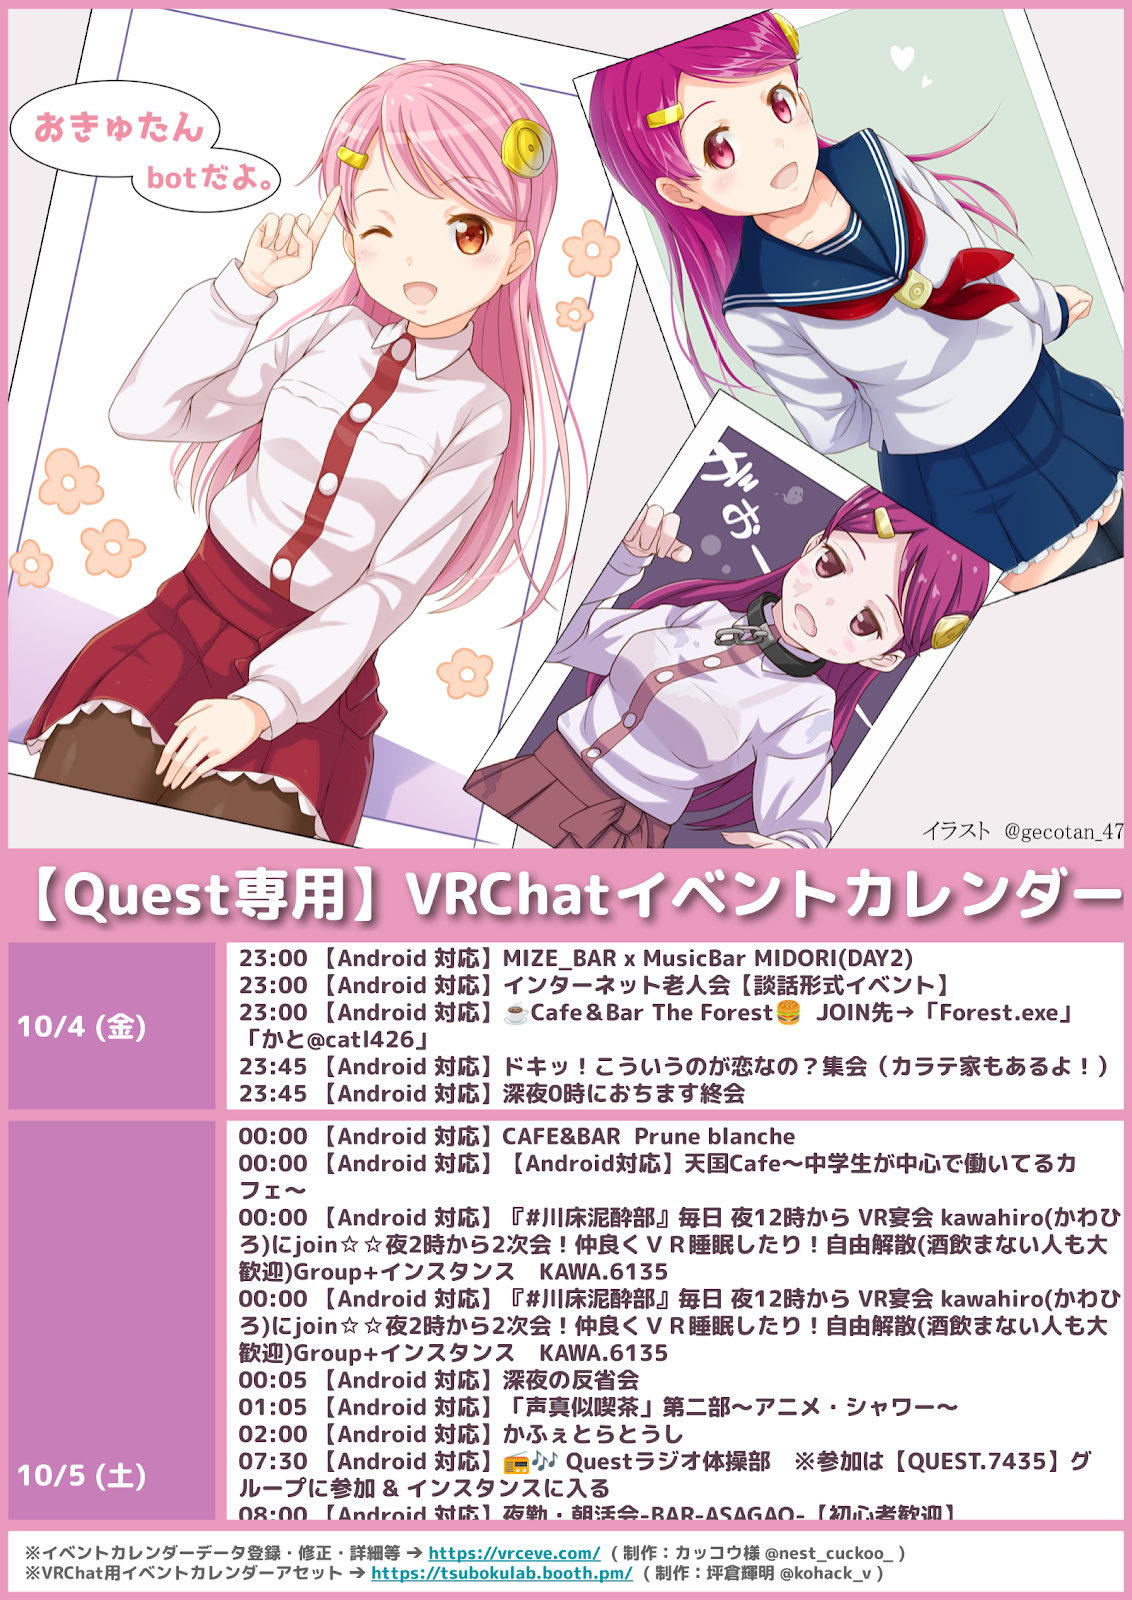 おきゅたん
botだよ。
がおー
イラスト @gecotan_47
【Quest専用】VRChatイベントカレンダー
10/4 (金)
23:00 【Android 対応】MIZE_BAR x MusicBar MIDORI(DAY2)
23:00 【Android 対応】インターネット老人会【談話形式イベント】
23:00 【Android 対応】☕Cafe＆Bar The Forest🍔 JOIN先→「Forest.exe」
「かと@catl426」
23:45 【Android 対応】ドキッ！こういうのが恋なの？集会（カラテ家もあるよ！）
23:45 【Android 対応】深夜0時におちます終会
10/5 (土)
00:00 【Android 対応】CAFE&BAR Prune blanche
00:00 【Android 対応】【Android対応】天国Cafe～中学生が中心で働いてるカ
フェ～
00:00 【Android 対応】『#川床泥酔部』毎日 夜12時から VR宴会 kawahiro(かわひ
ろ)にjoin☆☆夜2時から2次会！仲良くＶＲ睡眠したり！自由解散(酒飲まない人も大
歓迎)Group+インスタンス　KAWA.6135
00:00 【Android 対応】『#川床泥酔部』毎日 夜12時から VR宴会 kawahiro(かわひ
ろ)にjoin☆☆夜2時から2次会！仲良くＶＲ睡眠したり！自由解散(酒飲まない人も大
歓迎)Group+インスタンス　KAWA.6135
00:05 【Android 対応】深夜の反省会
01:05 【Android 対応】「声真似喫茶」第二部～アニメ・シャワー～
02:00 【Android 対応】かふぇとらとうし
07:30 【Android 対応】📻🎶 Questラジオ体操部　※参加は【QUEST.7435】グ
ループに参加 & インスタンスに入る
08:00 【Android 対応】夜勤・朝活会-BAR-ASAGAO-【初心者歓迎】
※イベントカレンダーデータ登録・修正・詳細等 → https://vrceve.com/ ( 制作：カッコウ様 @nest_cuckoo_ )
※VRChat用イベントカレンダーアセット → https://tsubokulab.booth.pm/ ( 制作：坪倉輝明 @kohack_v )